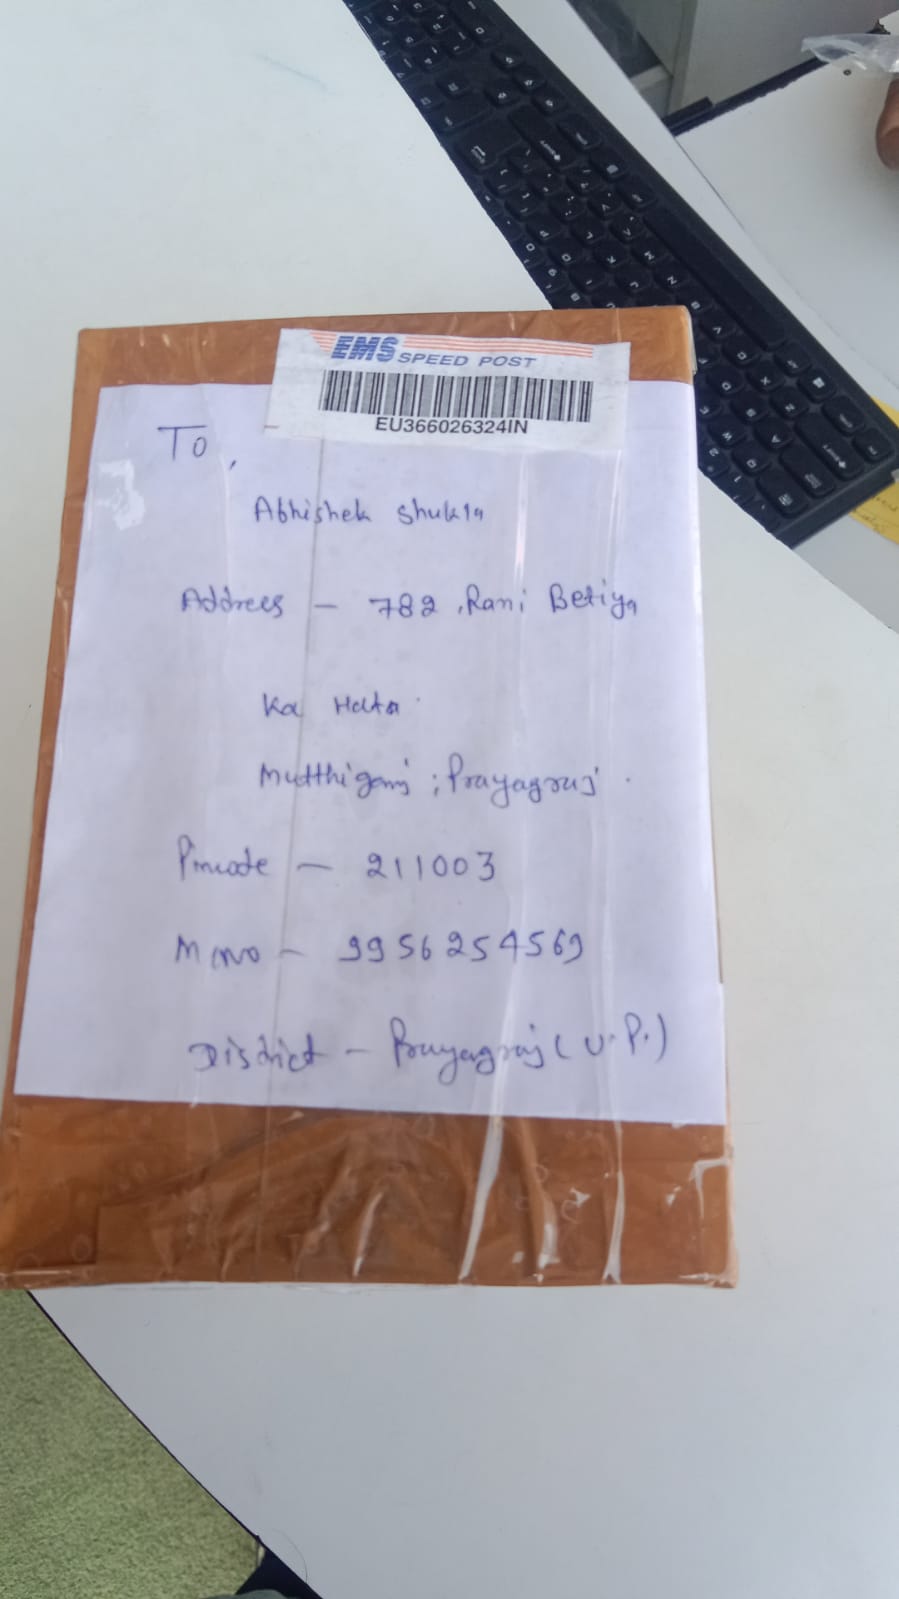 EMS SPEED POST
EU366026324IN
To,
Abhishek Shukla
Address - 782, Rani Betiya
Ka Hata
Mutthiganj ; Prayagraj.
Pincode - 211003
M.No - 9956254569
District - Prayagraj (U.P.)